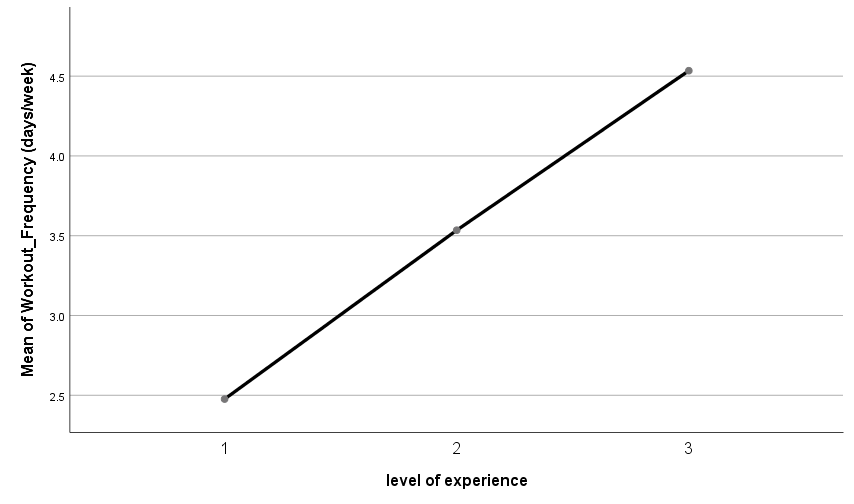 Mean of Workout_Frequency (days/week)
4.5
4.0
3.5
3.0
2.5
1 2 3
level of experience